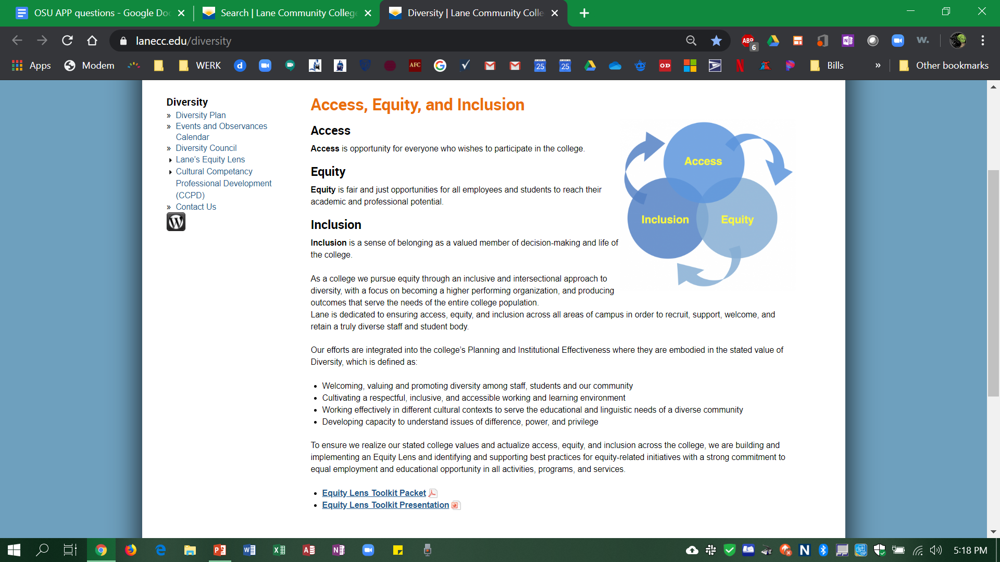 OSU APP questions - Google Do
Search | Lane Community Colleg
Diversity | Lane Community Colle
lanecc.edu/diversity
ABP
6
w.
Apps
Modem
WERK
d
AFC
25
25
OD
Bills
»
Other bookmarks
Diversity
» Diversity Plan
» Events and Observances
Calendar
» Diversity Council
Lane's Equity Lens
Cultural Competancy
Professional Development
(CCPD)
» Contact Us
Access, Equity, and Inclusion
Access
Access is opportunity for everyone who wishes to participate in the college.
Equity
Equity is fair and just opportunities for all employees and students to reach their
academic and professional potential.
Inclusion
Inclusion is a sense of belonging as a valued member of decision-making and life of
the college.
Access
Inclusion
Equity
As a college we pursue equity through an inclusive and intersectional approach to
diversity, with a focus on becoming a higher performing organization, and producing
outcomes that serve the needs of the entire college population.
Lane is dedicated to ensuring access, equity, and inclusion across all areas of campus in order to recruit, support, welcome, and
retain a truly diverse staff and student body.
Our efforts are integrated into the college's Planning and Institutional Effectiveness where they are embodied in the stated value of
Diversity, which is defined as:
• Welcoming, valuing and promoting diversity among staff, students and our community
• Cultivating a respectful, inclusive, and accessible working and learning environment
• Working effectively in different cultural contexts to serve the educational and linguistic needs of a diverse community
• Developing capacity to understand issues of difference, power, and privilege
To ensure we realize our stated college values and actualize access, equity, and inclusion across the college, we are building and
implementing an Equity Lens and identifying and supporting best practices for equity-related initiatives with a strong commitment to
equal employment and educational opportunity in all activities, programs, and services.
• Equity Lens Toolkit Packet
• Equity Lens Toolkit Presentation
5:18 PM